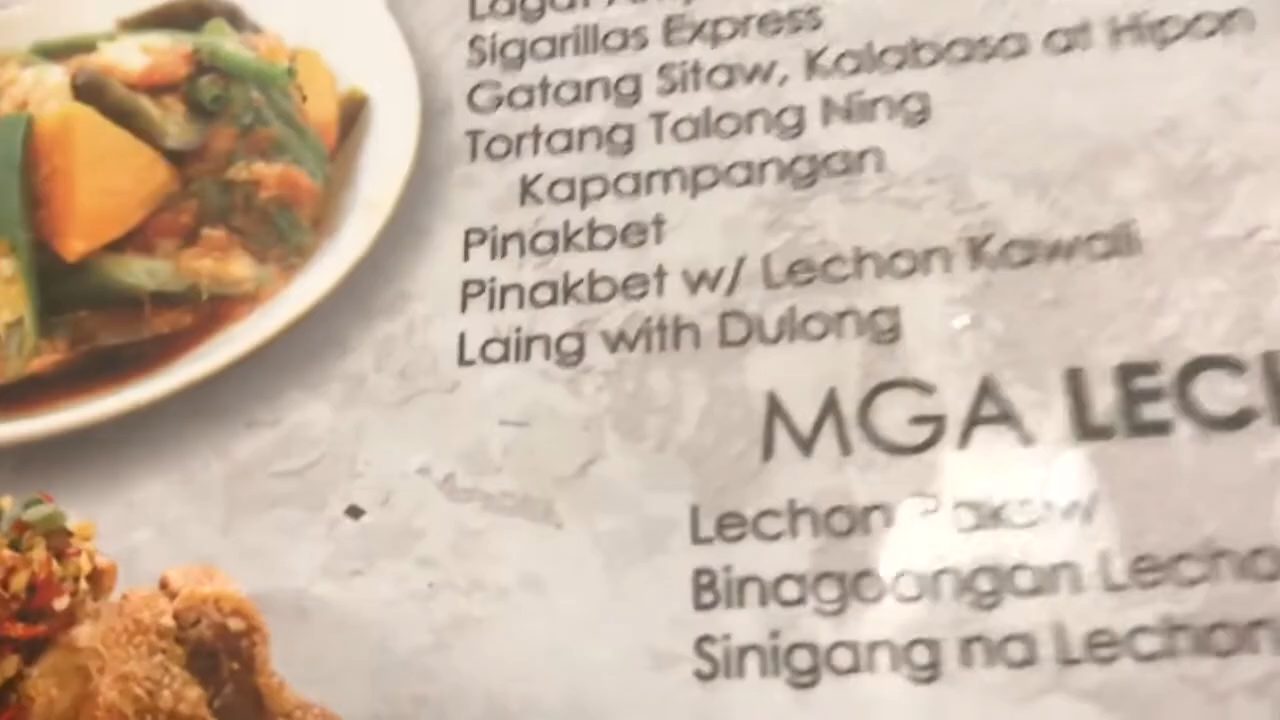 Sigarillas Express
Gatang Sitaw, Kalabasa at Hipon
Tortang Talong Ning
Kapampangan
Pinakbet
Pinakbet w/ Lechon Kawali
Laing with Dulong
MGA
Lechon
Binagoongan
Sinigang na Lechon